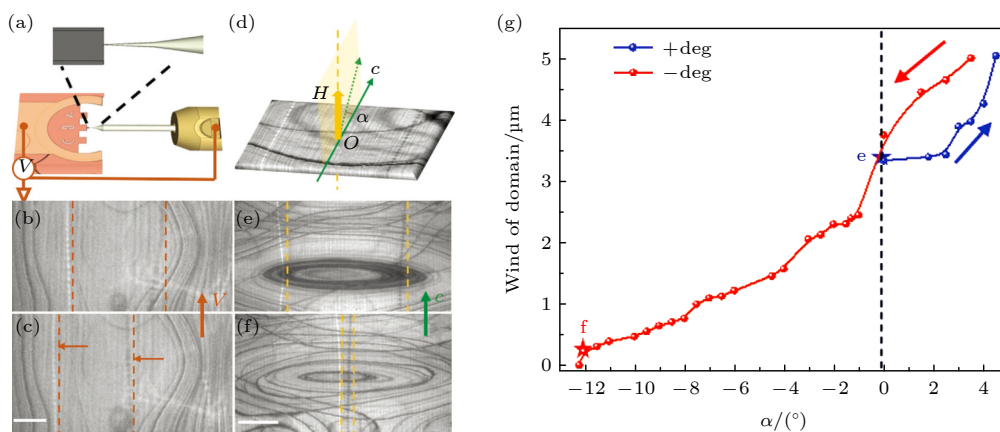 (a)
V
(d)
H
c
α
O
(b)
(c)
V
(e)
(f)
c
(g)
Wind of domain/μm
5
4
3
2
1
0
+deg
−deg
e
f
−12
−10
−8
−6
−4
−2
0
2
4
α/(°)